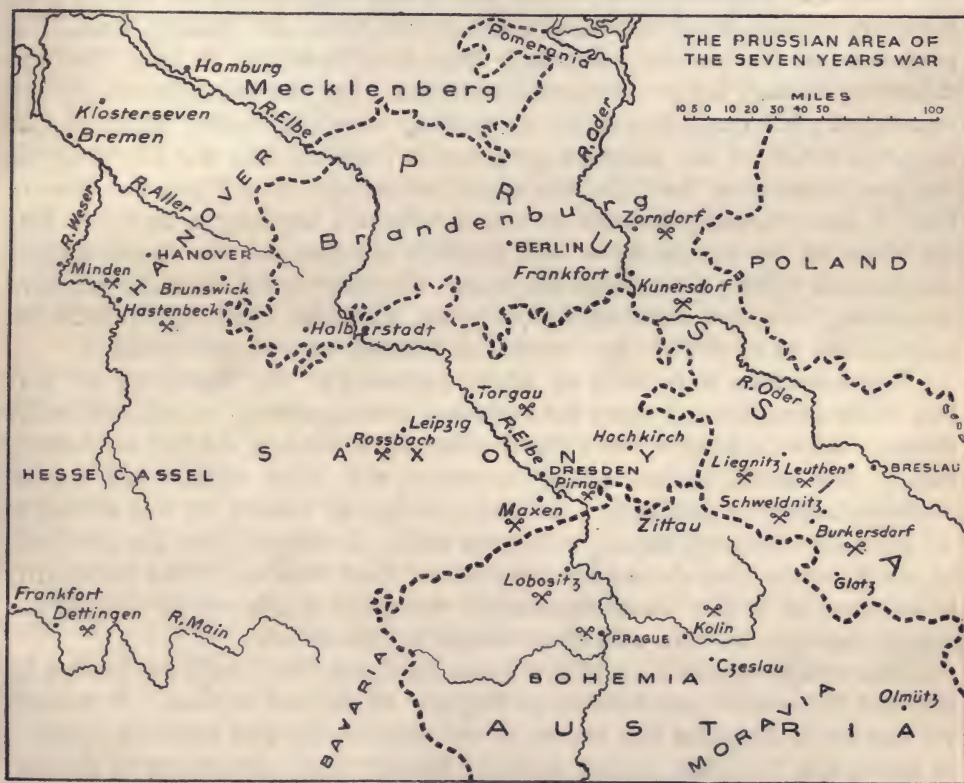 THE PRUSSIAN AREA OF
THE SEVEN YEARS WAR
MILES
10 5 0 10 20 30 40 50 100
Pomerania
Hamburg
Mecklenberg
Klosterseven
Bremen
R. Elbe
R. Oder
R. Aller
R. Weser
HANOVER
PRUSSIA
Brandenburg
Zorndorf
BERLIN
HANOVER
Frankfort
POLAND
Minden
Brunswick
Kunersdorf
Hastenbeck
Halberstadt
R. Oder
Torgau
Leipzig
R. Elbe
Rossbach
Hochkirch
SAXONY
Liegnitz
Leuthen
BRESLAU
HESSE CASSEL
DRESDEN
Pirna
Schweidnitz
Maxen
Zittau
Burkersdorf
Lobositz
Glotz
Frankfort
Dettingen
R. Main
Kolin
PRAGUE
BOHEMIA
Czeslau
BAVARIA
MORAVIA
Olmütz
AUSTRIA